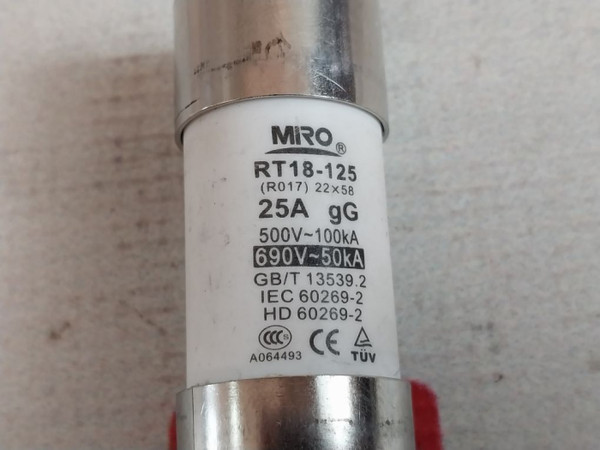 MIRO®
RT18-125
(R017) 22×58
25A gG
500V~100kA
690V~50kA
GB/T 13539.2
IEC 60269-2
HD 60269-2
CCC CE
A064493 TÜV